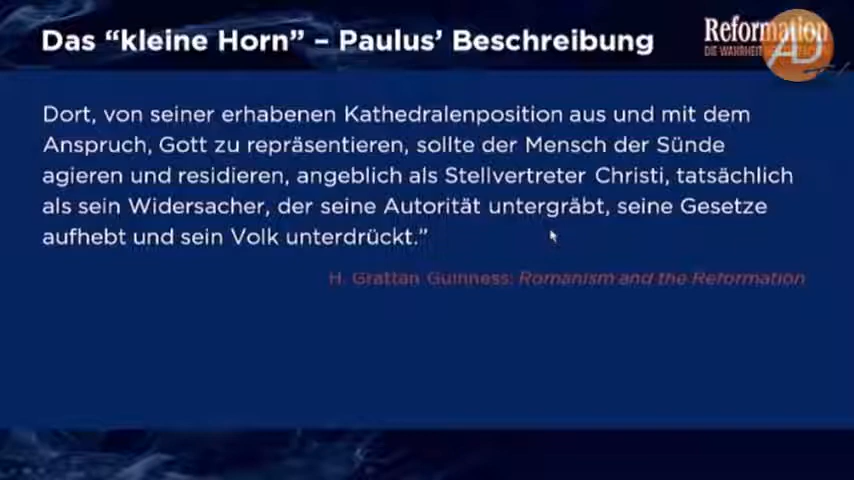 Das “kleine Horn” – Paulus’ Beschreibung
Reformation
DIE WAHRHEIT
Dort, von seiner erhabenen Kathedralenposition aus und mit dem
Anspruch, Gott zu repräsentieren, sollte der Mensch der Sünde
agieren und residieren, angeblich als Stellvertreter Christi, tatsächlich
als sein Widersacher, der seine Autorität untergräbt, seine Gesetze
aufhebt und sein Volk unterdrückt.”
H. Grattan Guinness: Romanism and the Reformation